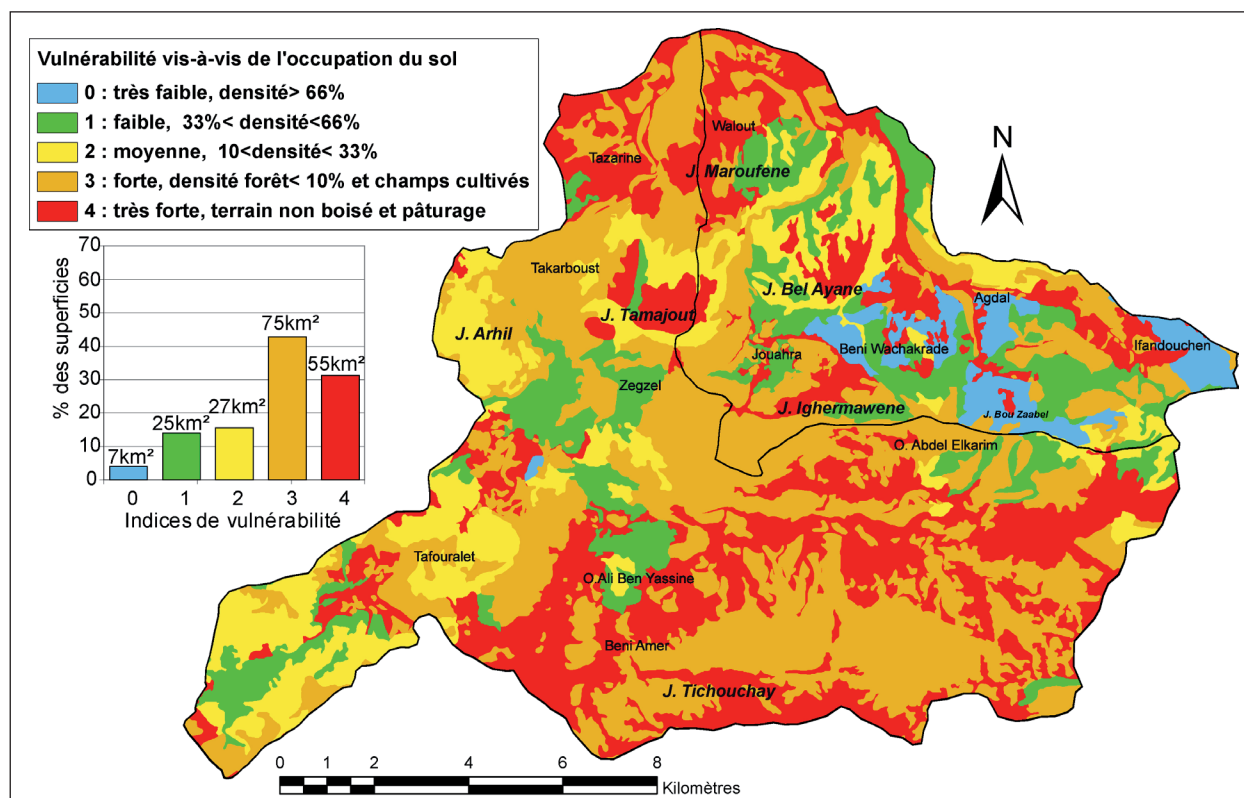 Vulnérabilité vis-à-vis de l'occupation du sol
0 : très faible, densité> 66%
1 : faible, 33%< densité<66%
2 : moyenne, 10<densité< 33%
3 : forte, densité forêt< 10% et champs cultivés
4 : très forte, terrain non boisé et pâturage
% des superficies
70
60
50
40
30
20
10
0
7km²
25km²
27km²
75km²
55km²
0 1 2 3 4
Indices de vulnérabilité
N
Walout
Tazarine
J. Maroufene
Takarboust
J. Bel Ayane
Agdal
J. Tamajout
J. Arhil
Ifandouchen
Beni Wachakrade
Jouahra
Zegzel
J. Ighermawene
J. Bou Zaabel
O. Abdel Elkarim
Tafouralet
O.Ali Ben Yassine
Beni Amer
J. Tichouchay
0 1 2 4 6 8
Kilomètres